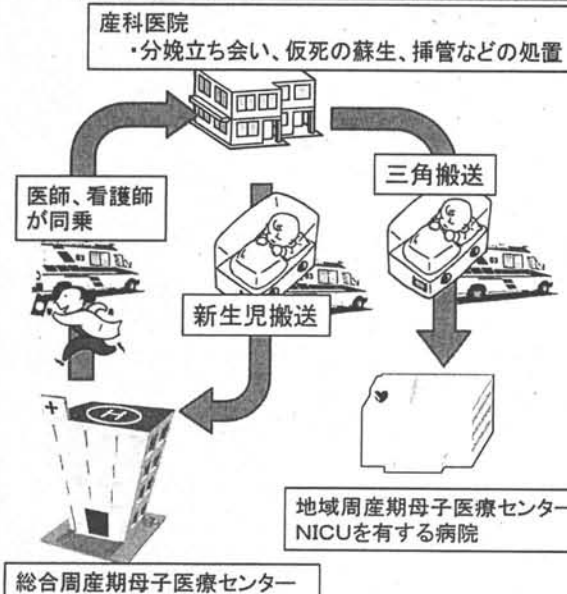 産科医院
・分娩立ち会い、仮死の蘇生、挿管などの処置
三角搬送
医師、看護師
が同乗
新生児搬送
H
地域周産期母子医療センター
NICUを有する病院
総合周産期母子医療センター